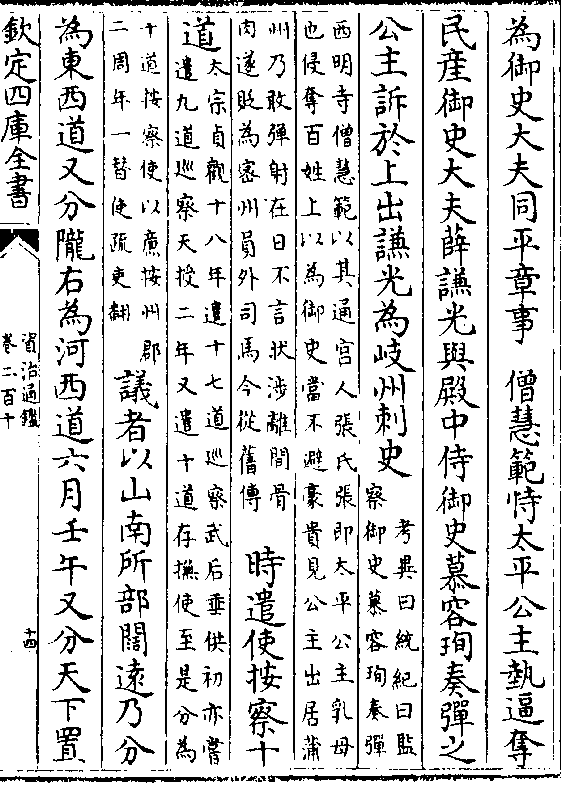 為御史大夫同平章事　僧慧範恃太平公主埶逼奪
民産御史大夫薛謙光與殿中侍御史慕容珣奏彈之
公主訴於上出謙光為岐州刺史
考異曰統紀曰監
察御史慕容珣奏彈
西明寺僧慧範以其通宫人張氏張即太平公主乳母
也侵奪百姓上以為御史當不避豪貴見公主出居蒲
州乃敢彈射在日不言狀涉離間骨
肉遂貶為密州員外司馬今從舊傳
時遣使按察十
道
太宗貞觀十八年遣十七道巡察武后垂供初亦嘗
遣九道巡察天授二年又遣十道存撫使至是分為
十道按察使以亷按州郡
二周年一替使疏吏翻
議者以山南所部闊遠乃分
為東西道又分隴右為河西道六月壬午又分天下置
欽定四庫全書
資治通鑑
卷二百十
十四